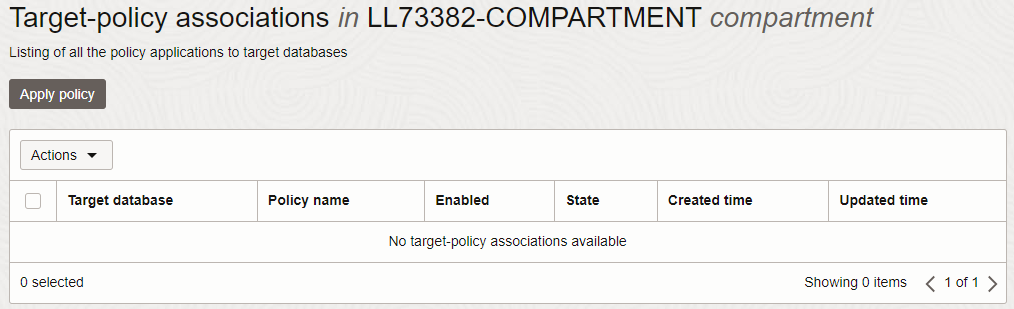 Target-policy associations in LL73382-COMPARTMENT compartment
Listing of all the policy applications to target databases
Apply policy
Actions
Target database Policy name Enabled State Created time Updated time
No target-policy associations available
0 selected Showing 0 items 1 of 1